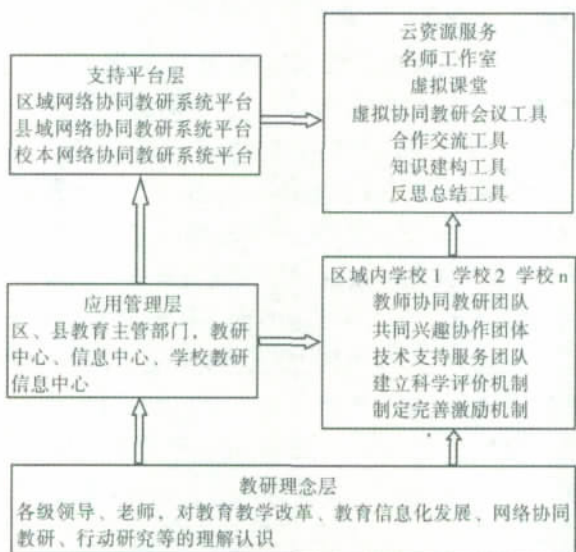 支持平台层
区域网络协同教研系统平台
县域网络协同教研系统平台
校本网络协同教研系统平台
云资源服务
名师工作室
虚拟课堂
虚拟协同教研会议工具
合作交流工具
知识建构工具
反思总结工具
应用管理层
区、县教育主管部门，教研
中心、信息中心、学校教研
信息中心
区域内学校1 学校2 学校n
教师协同教研团队
共同兴趣协作团体
技术支持服务团队
建立科学评价机制
制定完善激励机制
教研理念层
各级领导、老师，对教育教学改革、教育信息化发展、网络协同
教研、行动研究等的理解认识